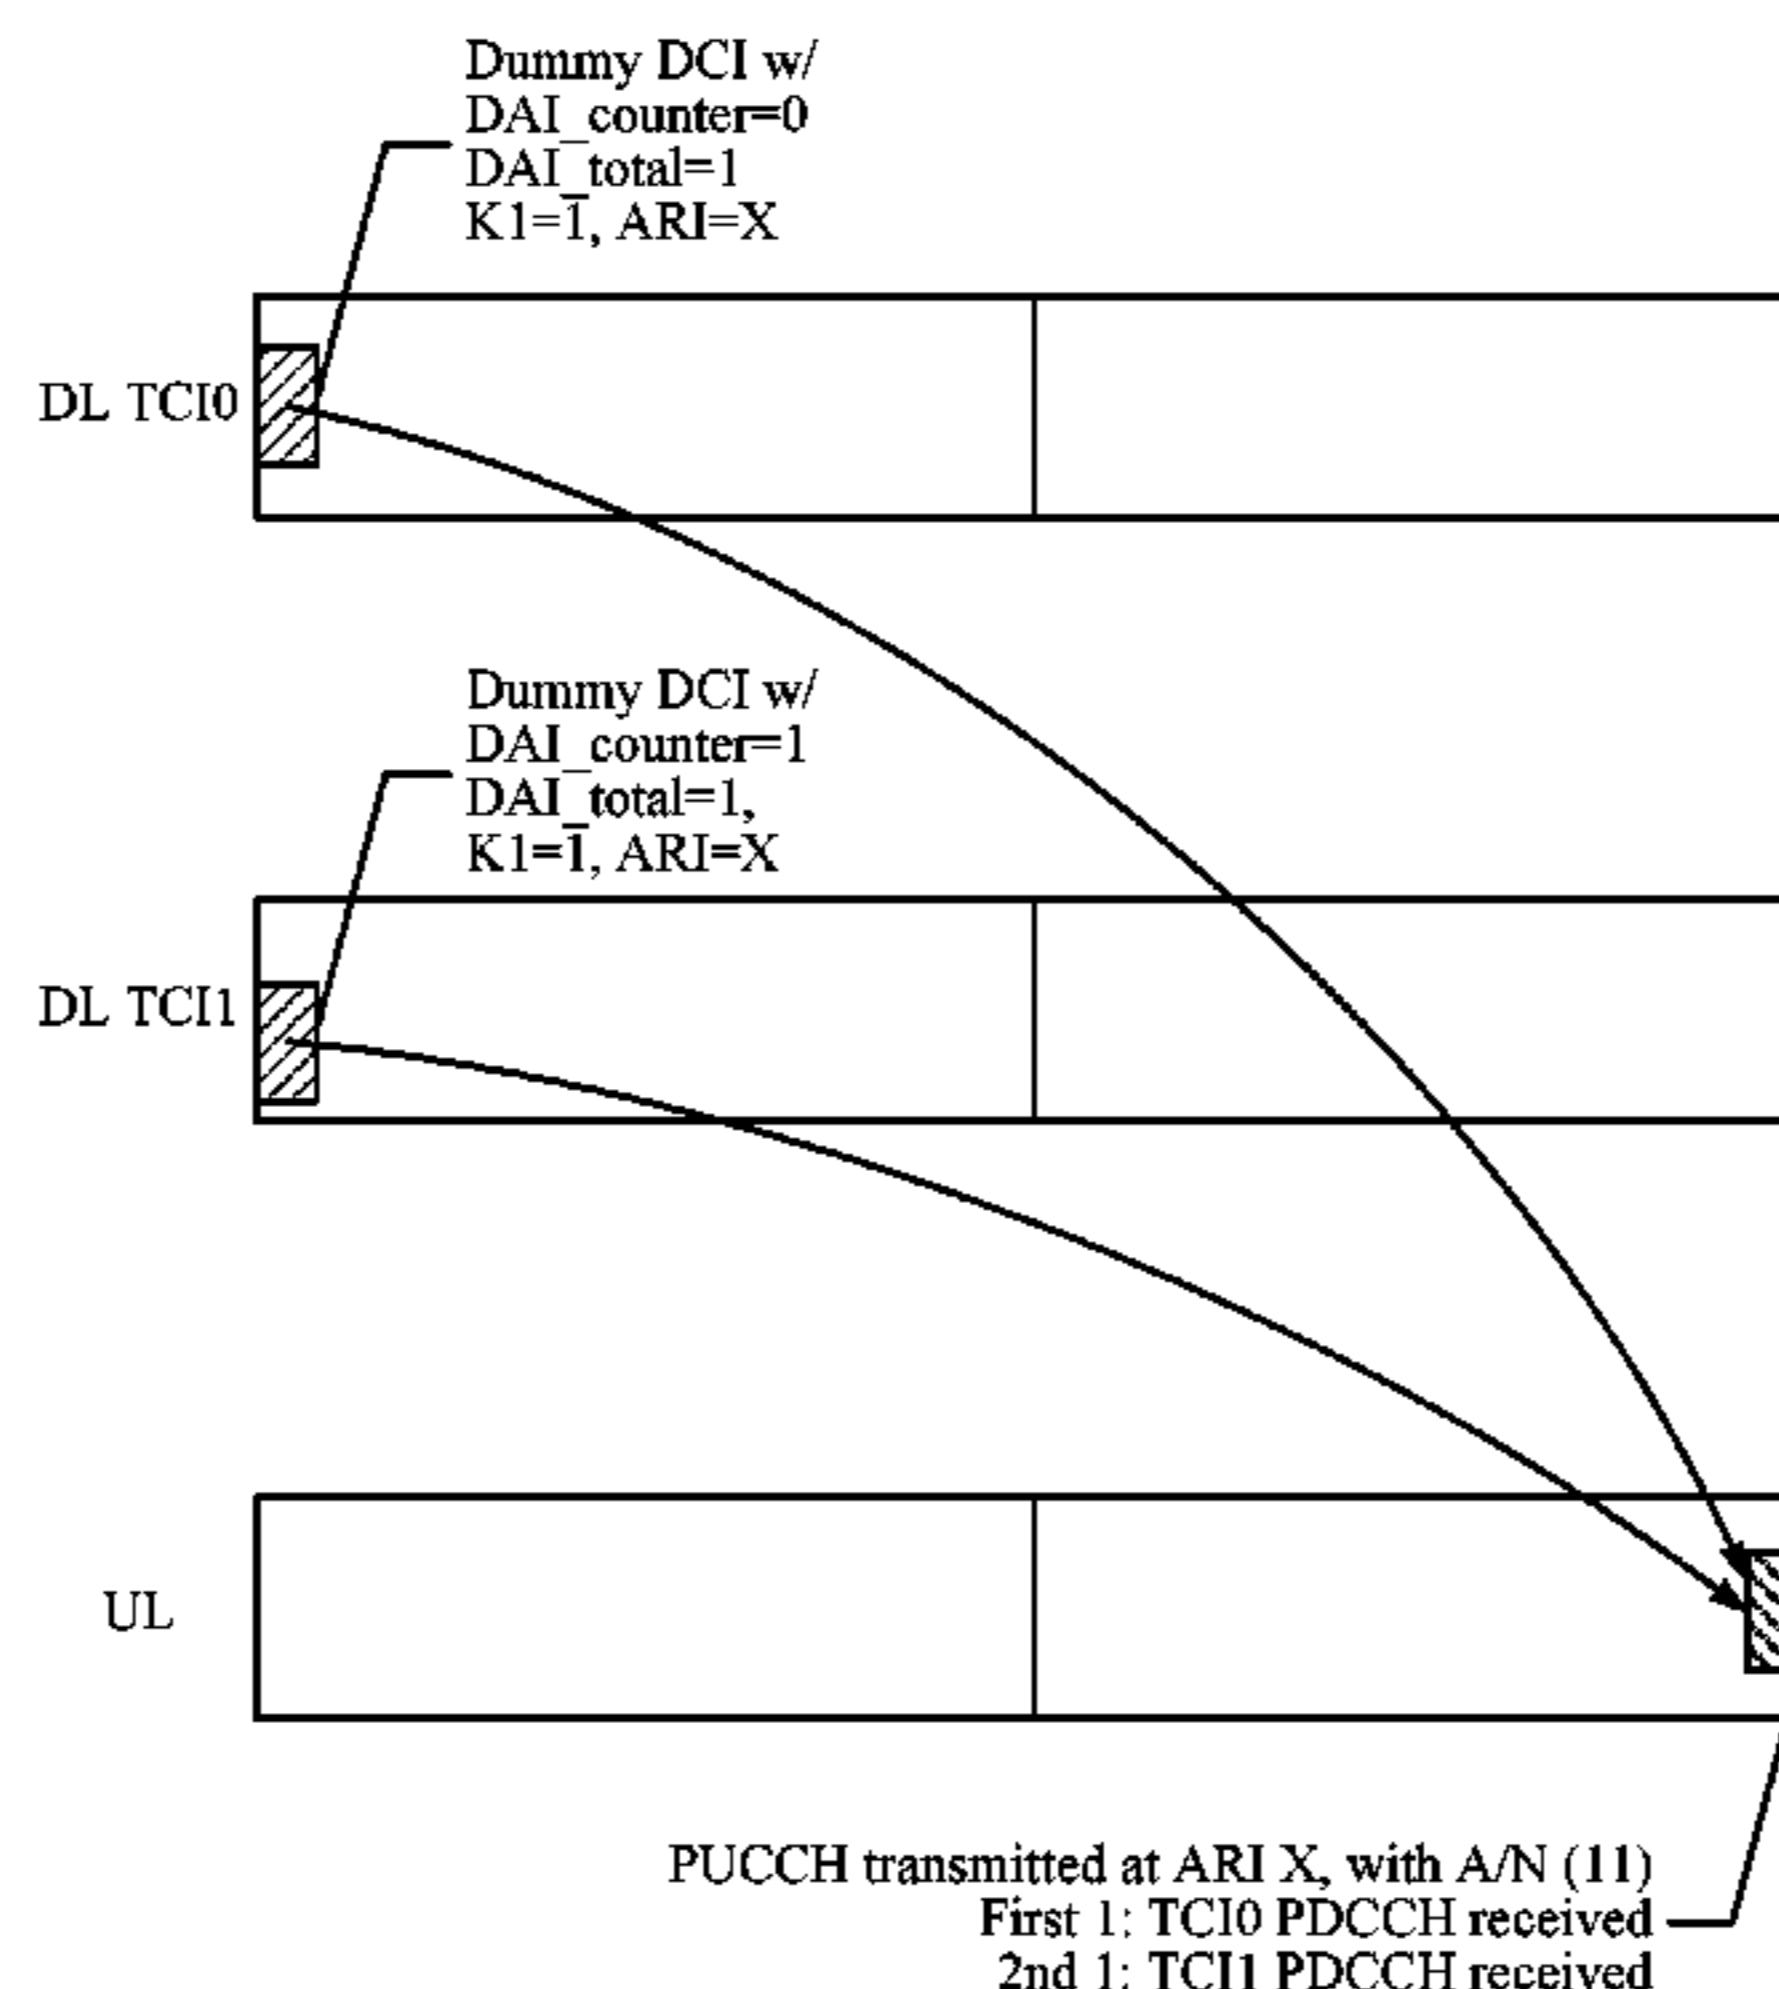 Dummy DCI w/
DAI_counter=0
DAI_total=1
K1=1, ARI=X
DL TCI0
Dummy DCI w/
DAI_counter=1
DAI_total=1,
K1=1, ARI=X
DL TCI1
UL
PUCCH transmitted at ARI X, with A/N (11)
First 1: TCI0 PDCCH received
2nd 1: TCI1 PDCCH received